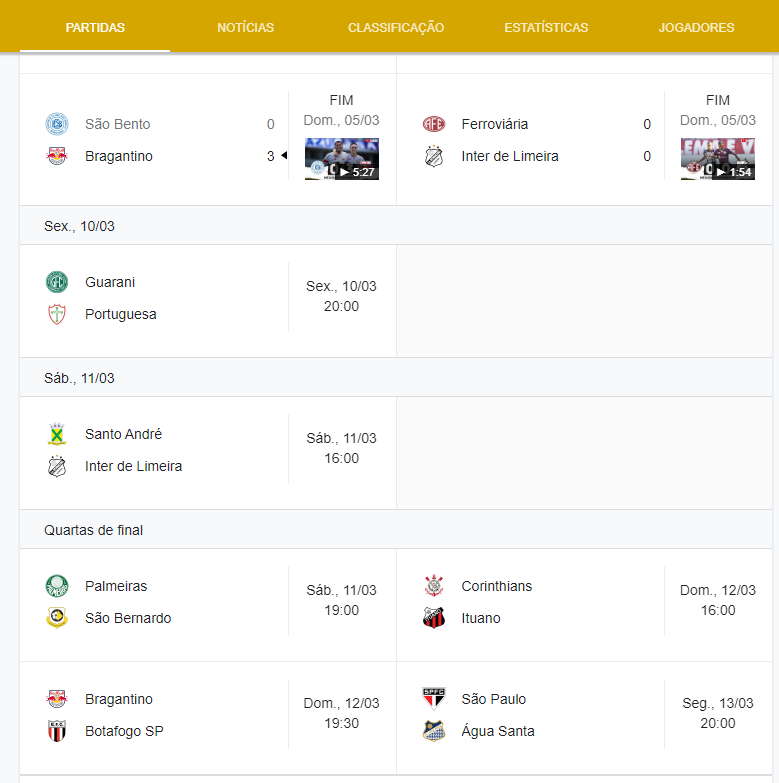 PARTIDAS NOTÍCIAS CLASSIFICAÇÃO ESTATÍSTICAS JOGADORES
São Bento 0
Bragantino 3
FIM
Dom., 05/03
5:27
Ferroviária 0
Inter de Limeira 0
FIM
Dom., 05/03
1:54
Sex., 10/03
Guarani
Portuguesa
Sex., 10/03
20:00
Sáb., 11/03
Santo André
Inter de Limeira
Sáb., 11/03
16:00
Quartas de final
Palmeiras
São Bernardo
Sáb., 11/03
19:00
Corinthians
Ituano
Dom., 12/03
16:00
Bragantino
Botafogo SP
Dom., 12/03
19:30
São Paulo
Água Santa
Seg., 13/03
20:00